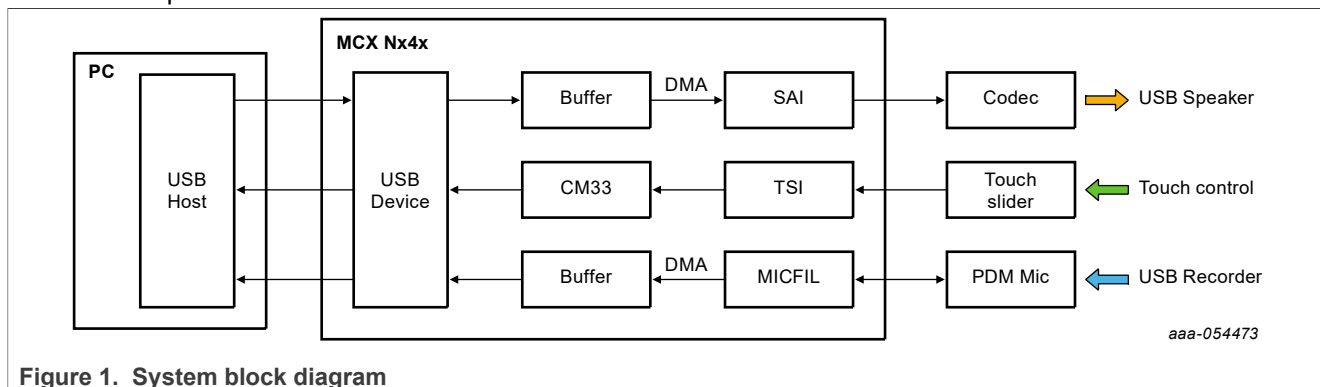 MCX Nx4x
PC
USB Host
USB Device
Buffer
DMA
SAI
Codec
USB Speaker
CM33
TSI
Touch slider
Touch control
Buffer
DMA
MICFIL
PDM Mic
USB Recorder
aaa-054473
Figure 1. System block diagram